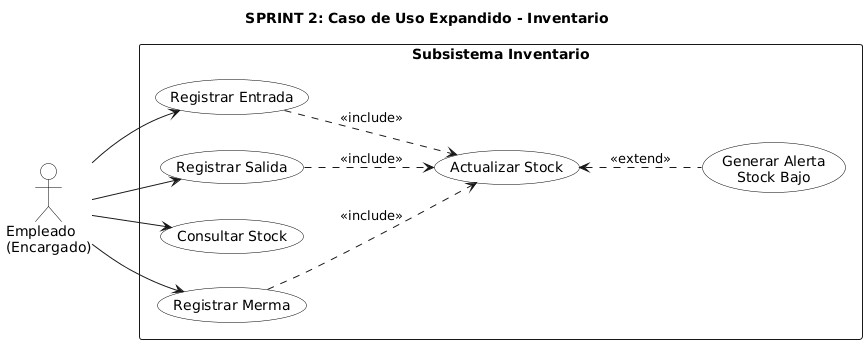 SPRINT 2: Caso de Uso Expandido - Inventario
Subsistema Inventario
Registrar Entrada
«include»
Registrar Salida
«include»
Actualizar Stock
«extend»
Generar Alerta
Stock Bajo
Empleado
(Encargado)
Consultar Stock
«include»
Registrar Merma